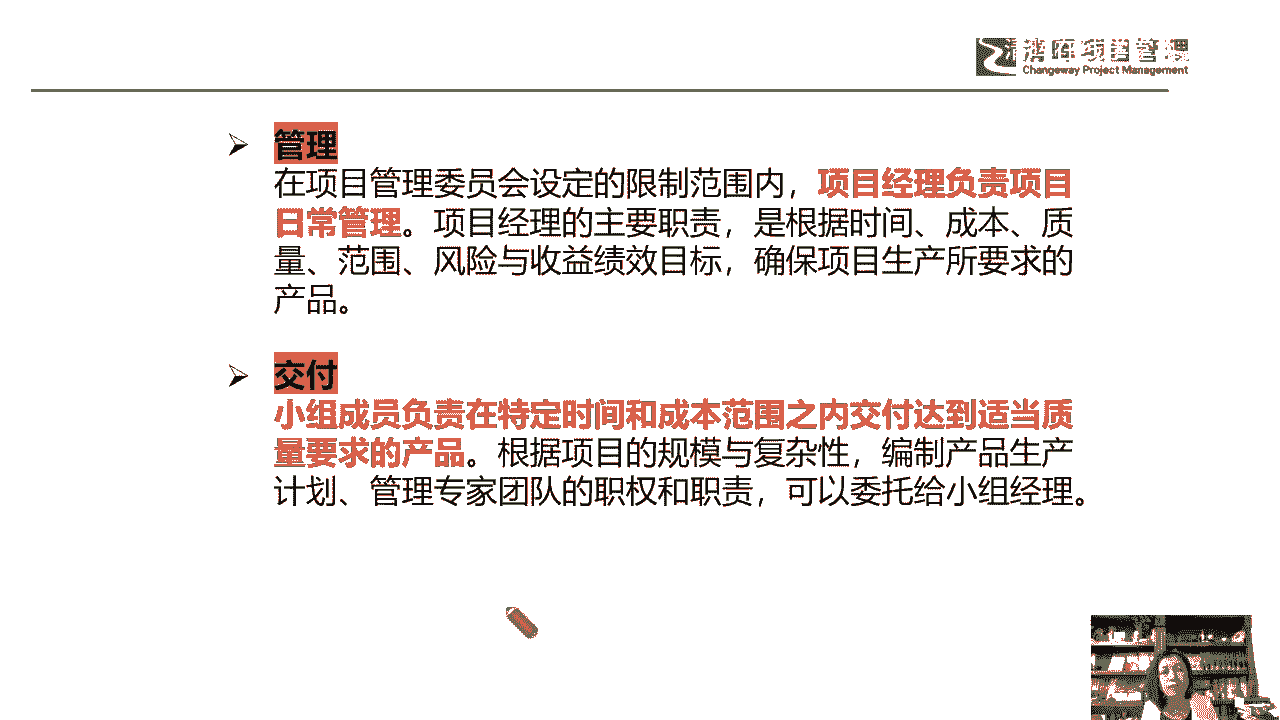 Changeway Project Management
管理
在项目管理委员会设定的限制范围内，项目经理负责项目
日常管理。项目经理的主要职责，是根据时间、成本、质
量、范围、风险与收益绩效目标，确保项目生产所要求的
产品。
交付
小组成员负责在特定时间和成本范围之内交付达到适当质
量要求的产品。根据项目的规模与复杂性，编制产品生产
计划、管理专家团队的职权和职责，可以委托给小组经理。